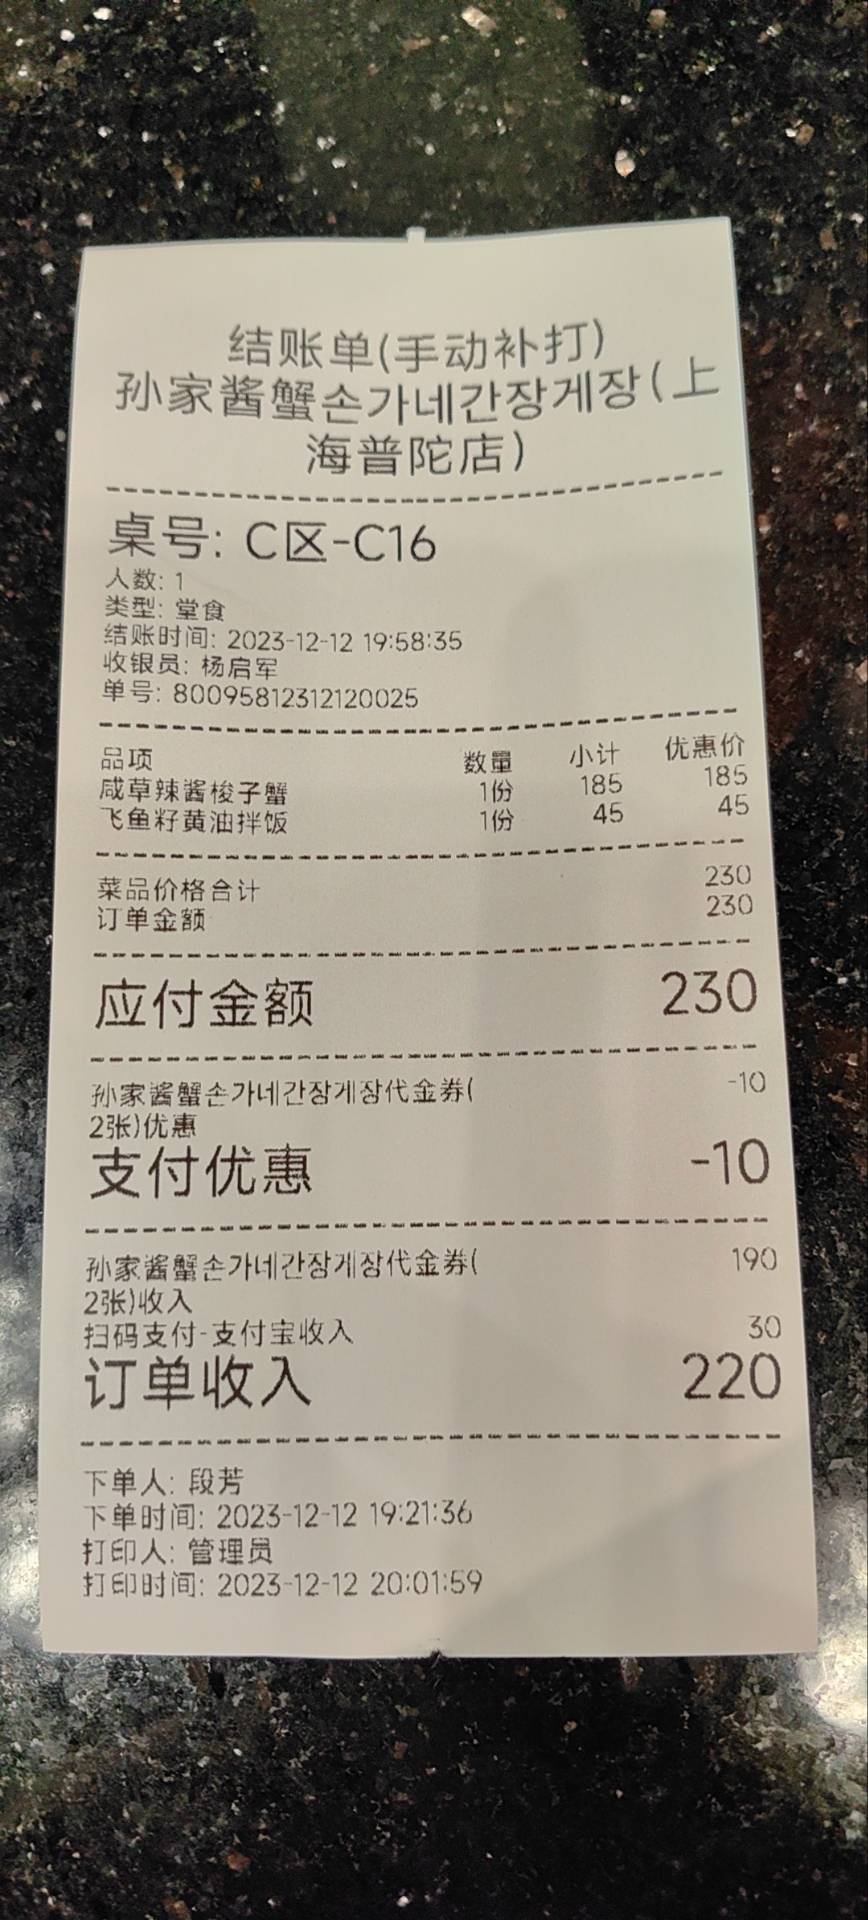 结账单(手动补打)
孙家酱蟹손가네간장게장(上
海普陀店)
桌号: C区-C16
人数: 1
类型: 堂食
结账时间: 2023-12-12 19:58:35
收银员: 杨启军
单号: 80095812312120025
品项 数量 小计 优惠价
咸草辣酱梭子蟹 1份 185 185
飞鱼籽黄油拌饭 1份 45 45
菜品价格合计 230
订单金额 230
应付金额 230
孙家酱蟹손가네간장게장代金券( -10
2张)优惠
支付优惠 -10
孙家酱蟹손가네간장게장代金券( 190
2张)收入
扫码支付-支付宝收入 30
订单收入 220
下单人: 段芳
下单时间: 2023-12-12 19:21:36
打印人: 管理员
打印时间: 2023-12-12 20:01:59